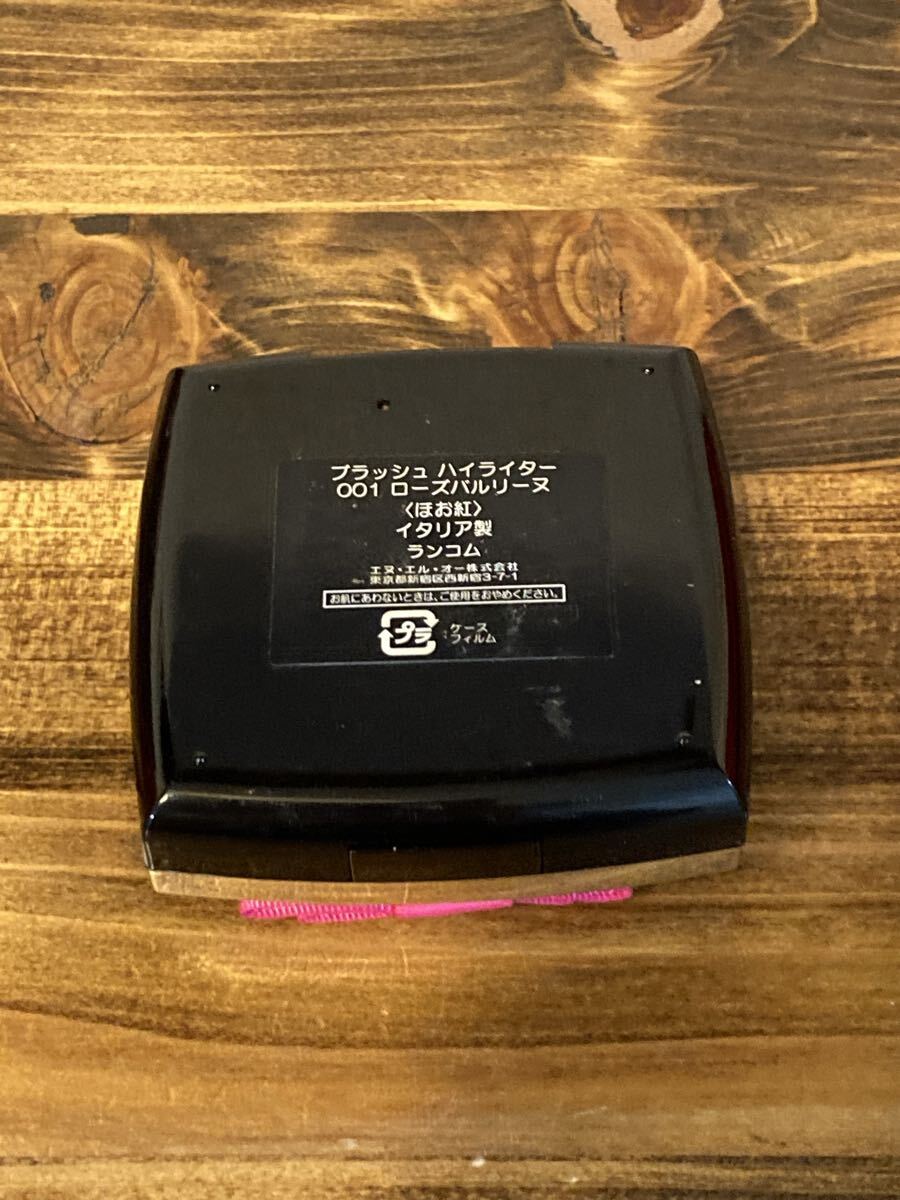 ブラッシュ ハイライター
001 ローズバルリーヌ
〈ほお紅〉
イタリア製
ランコム
エヌ・エル・オー株式会社
東京都新宿区西新宿3-7-1
お肌にあわないときは、ご使用をおやめください。
プラ ケース
フィルム